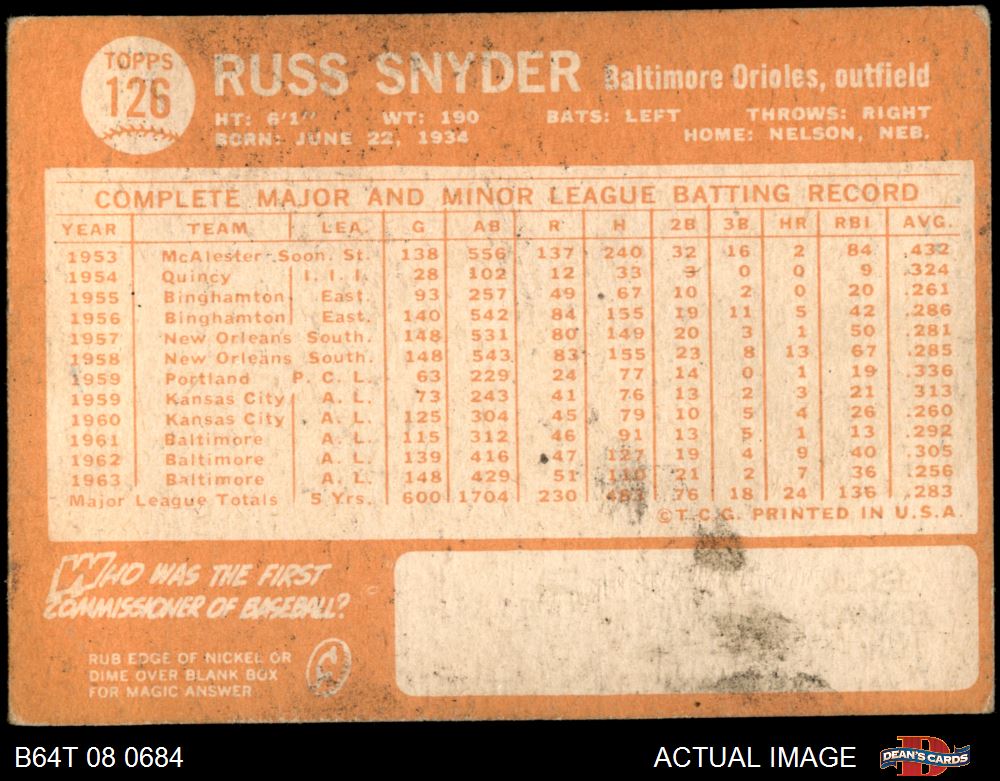 TOPPS
126
RUSS SNYDER Baltimore Orioles, outfield
HT: 6'1" WT: 190 BATS: LEFT THROWS: RIGHT
BORN: JUNE 22, 1934 HOME: NELSON, NEB.
COMPLETE MAJOR AND MINOR LEAGUE BATTING RECORD
YEAR TEAM LEA. G AB R H 2B 3B HR RBI AVG.
1953 McAlester Soon. St. 138 556 137 240 32 16 2 84 .432
1954 Quincy I. I. I. 28 102 12 33 3 0 0 9 .324
1955 Binghamton East. 93 257 49 67 10 2 0 20 .261
1956 Binghamton East. 140 542 84 155 19 11 5 42 .286
1957 New Orleans South. 148 531 80 149 20 3 1 50 .281
1958 New Orleans South. 148 543 83 155 23 8 13 67 .285
1959 Portland P. C. L. 63 229 24 77 14 0 1 19 .336
1959 Kansas City A. L. 73 243 41 76 13 2 3 21 .313
1960 Kansas City A. L. 125 304 45 79 10 5 4 26 .260
1961 Baltimore A. L. 115 312 46 91 13 5 1 13 .292
1962 Baltimore A. L. 139 416 47 127 19 4 9 40 .305
1963 Baltimore A. L. 148 429 51 110 21 2 7 36 .256
Major League Totals 5 Yrs. 600 1704 230 483 76 18 24 136 .283
©T.C.G. PRINTED IN U.S.A.
WHO WAS THE FIRST
COMMISSIONER OF BASEBALL?
RUB EDGE OF NICKEL OR
DIME OVER BLANK BOX
FOR MAGIC ANSWER
B64T 08 0684 ACTUAL IMAGE DEAN'S CARDS